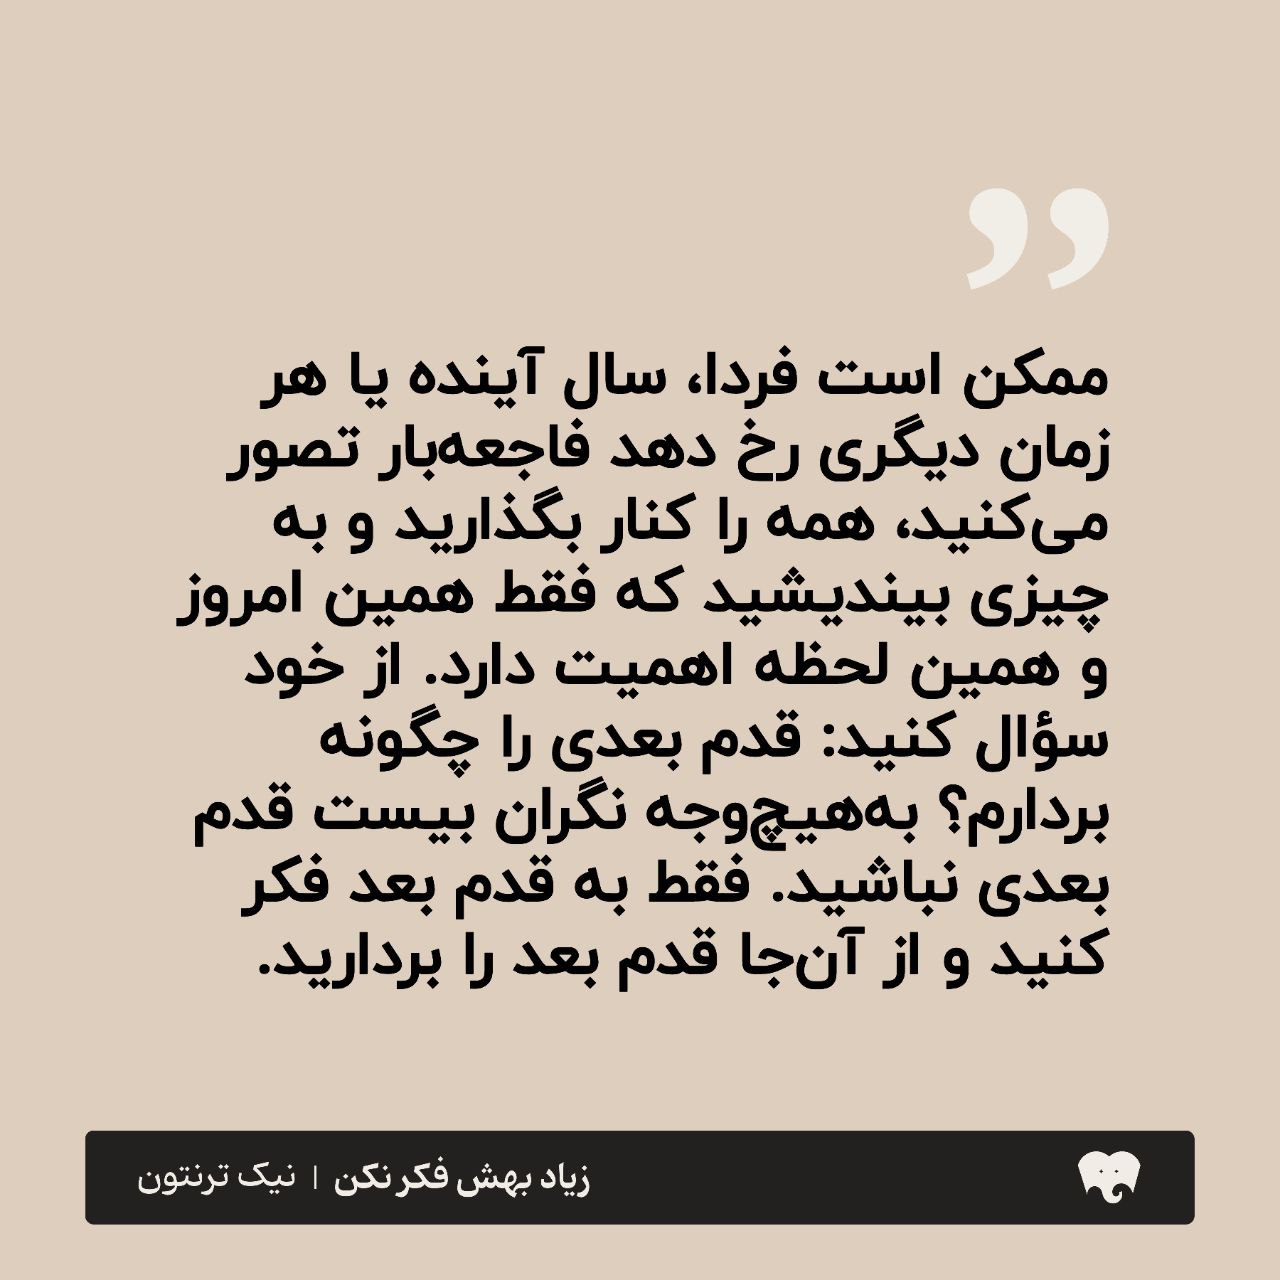 ممکن است فردا، سال آینده یا هر
زمان دیگری رخ دهد فاجعه‌بار تصور
می‌کنید، همه را کنار بگذارید و به
چیزی بیندیشید که فقط همین امروز
و همین لحظه اهمیت دارد. از خود
سؤال کنید: قدم بعدی را چگونه
بردارم؟ به‌هیچ‌وجه نگران بیست قدم
بعدی نباشید. فقط به قدم بعد فکر
کنید و از آن‌جا قدم بعد را بردارید.
زیاد بهش فکر نکن | نیک ترنتون